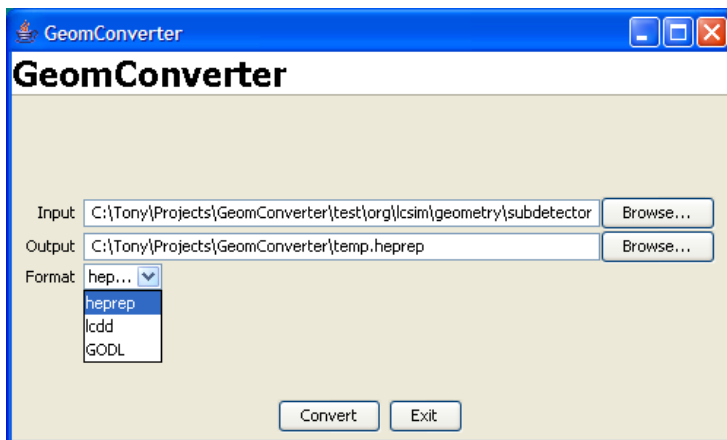 GeomConverter
GeomConverter
Input C:\Tony\Projects\GeomConverter\test\org\lcsim\geometry\subdetector Browse...
Output C:\Tony\Projects\GeomConverter\temp.heprep Browse...
Format hep...
heprep
lcdd
GODL
Convert Exit